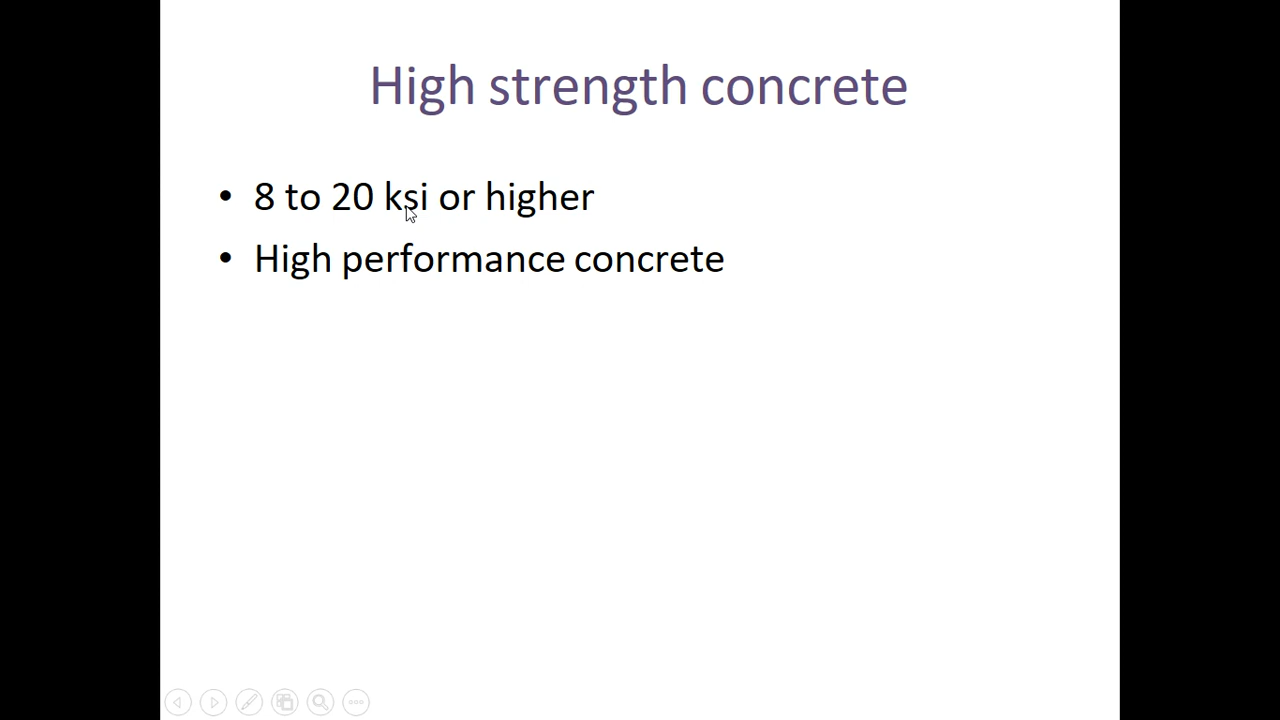 High strength concrete
• 8 to 20 ksi or higher
• High performance concrete